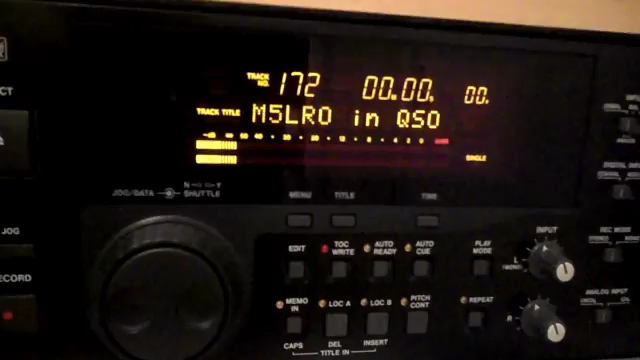 TRACK NO. 172 00.00. 00.
TRACK TITLE M5LRO in QSO
SINGLE
JOG/DATA SHUTTLE
MENU TITLE TIME
JOG
EDIT TOC WRITE AUTO READY AUTO CUE PLAY MODE
INPUT
L (MONO)
REC MODE
RECORD
ANALOG INPUT
MEMO IN LOC A LOC B PITCH CONT REPEAT
R
CAPS DEL INSERT
TITLE IN